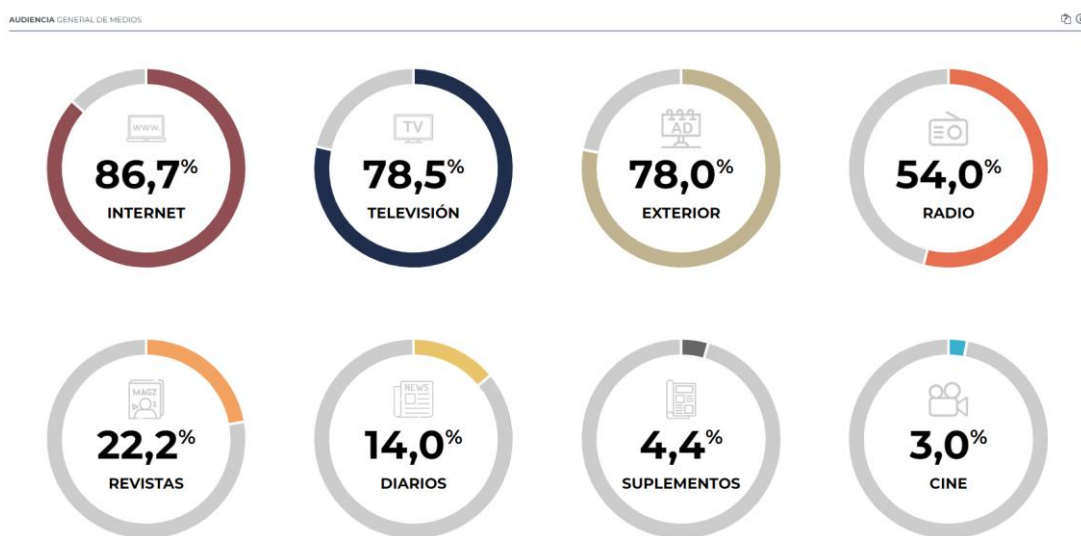 AUDIENCIA GENERAL DE MEDIOS
WWW.
86,7%
INTERNET
TV
78,5%
TELEVISIÓN
AD
78,0%
EXTERIOR
54,0%
RADIO
MAGZ
1
22,2%
REVISTAS
NEWS
14,0%
DIARIOS
4,4%
SUPLEMENTOS
3,0%
CINE